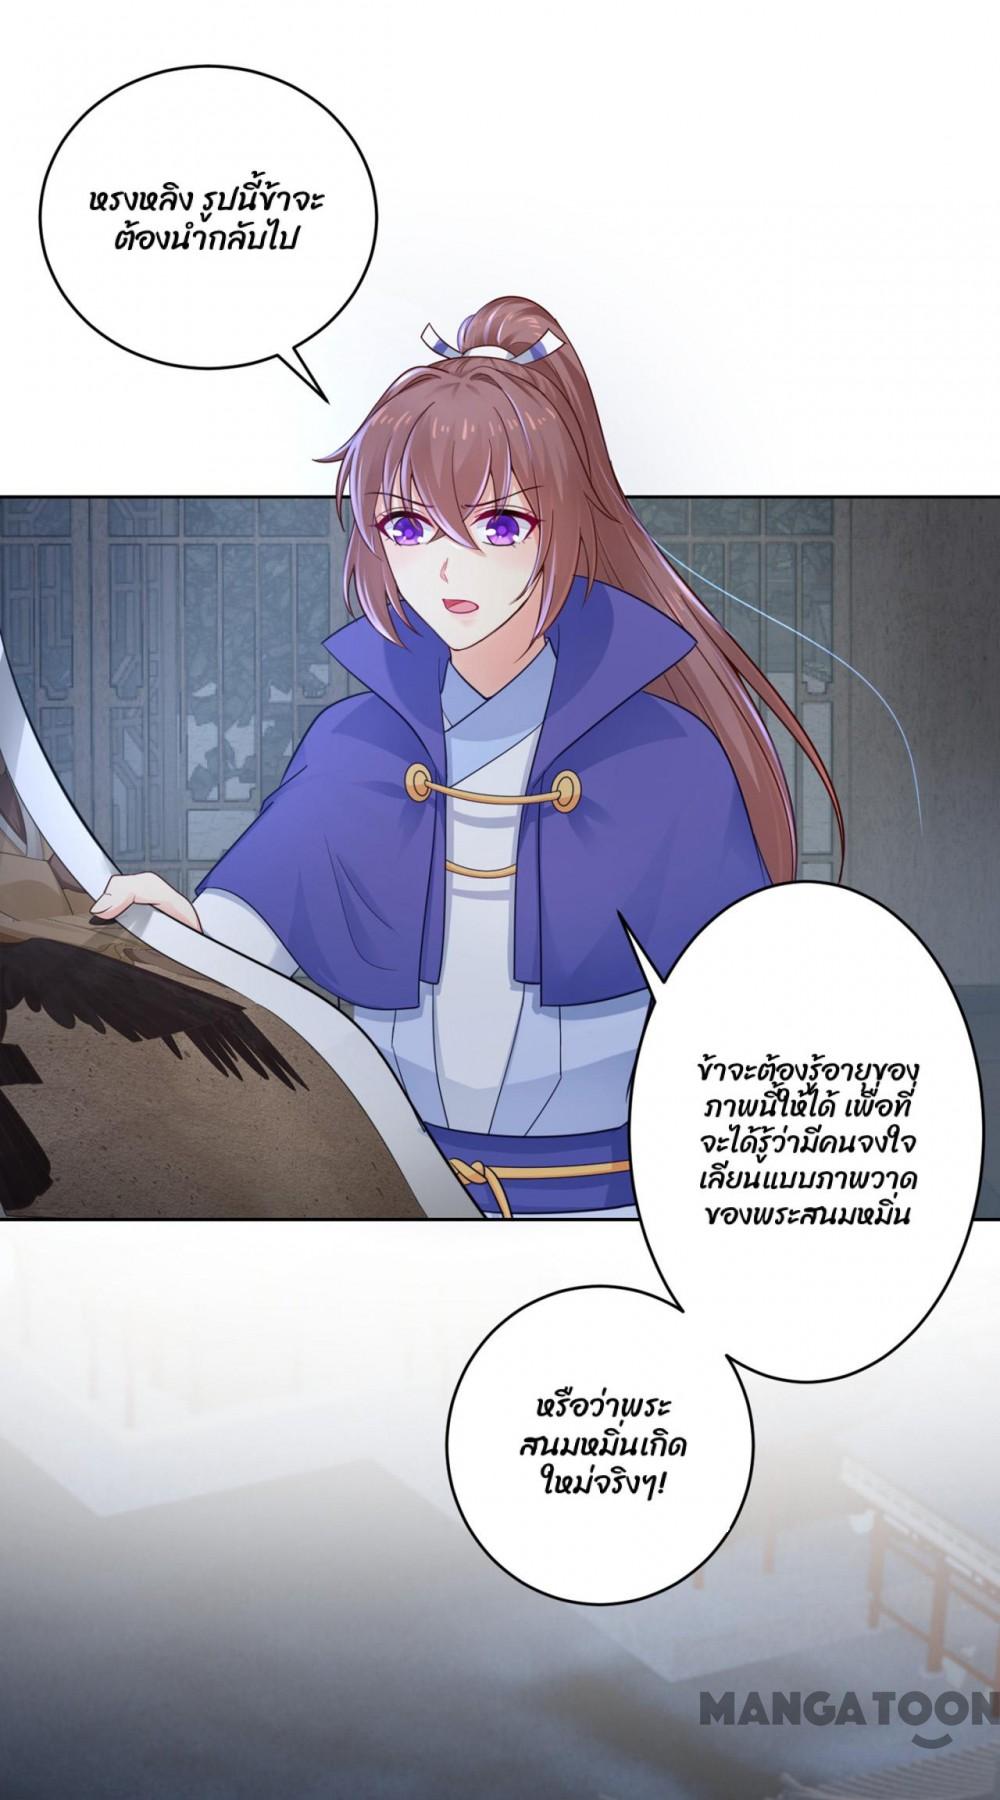 หรงหลิง รูปนี้ข้าจะ
ต้องนำกลับไป
ข้าจะต้องรู้อายุของ
ภาพนี้ให้ได้ เพื่อที่
จะได้รู้ว่ามีคนจงใจ
เลียนแบบภาพวาด
ของพระสนมหมิ่น
หรือว่าพระ
สนมหมิ่นเกิด
ใหม่จริงๆ!
MANGATOON